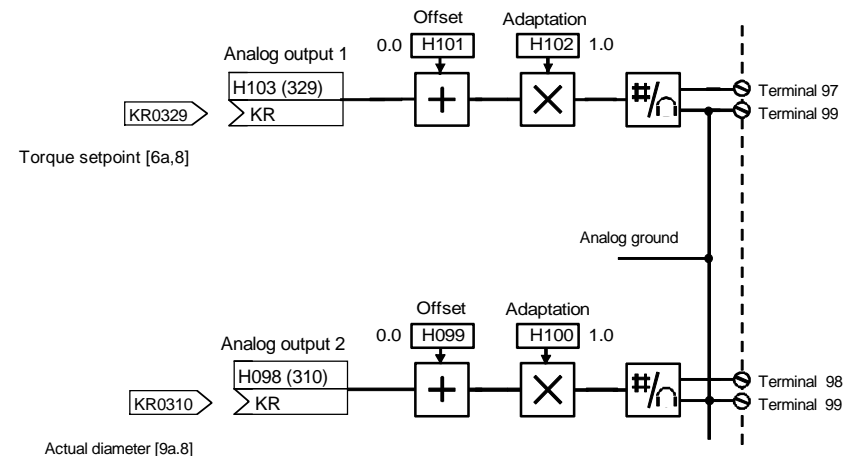 Offset Adaptation
0.0 H101 H102 1.0
Analog output 1
H103 (329)
KR
KR0329
#/∩
Terminal 97
Terminal 99
Torque setpoint [6a,8]
Analog ground
Offset Adaptation
0.0 H099 H100 1.0
Analog output 2
H098 (310)
KR
KR0310
#/∩
Terminal 98
Terminal 99
Actual diameter [9a.8]